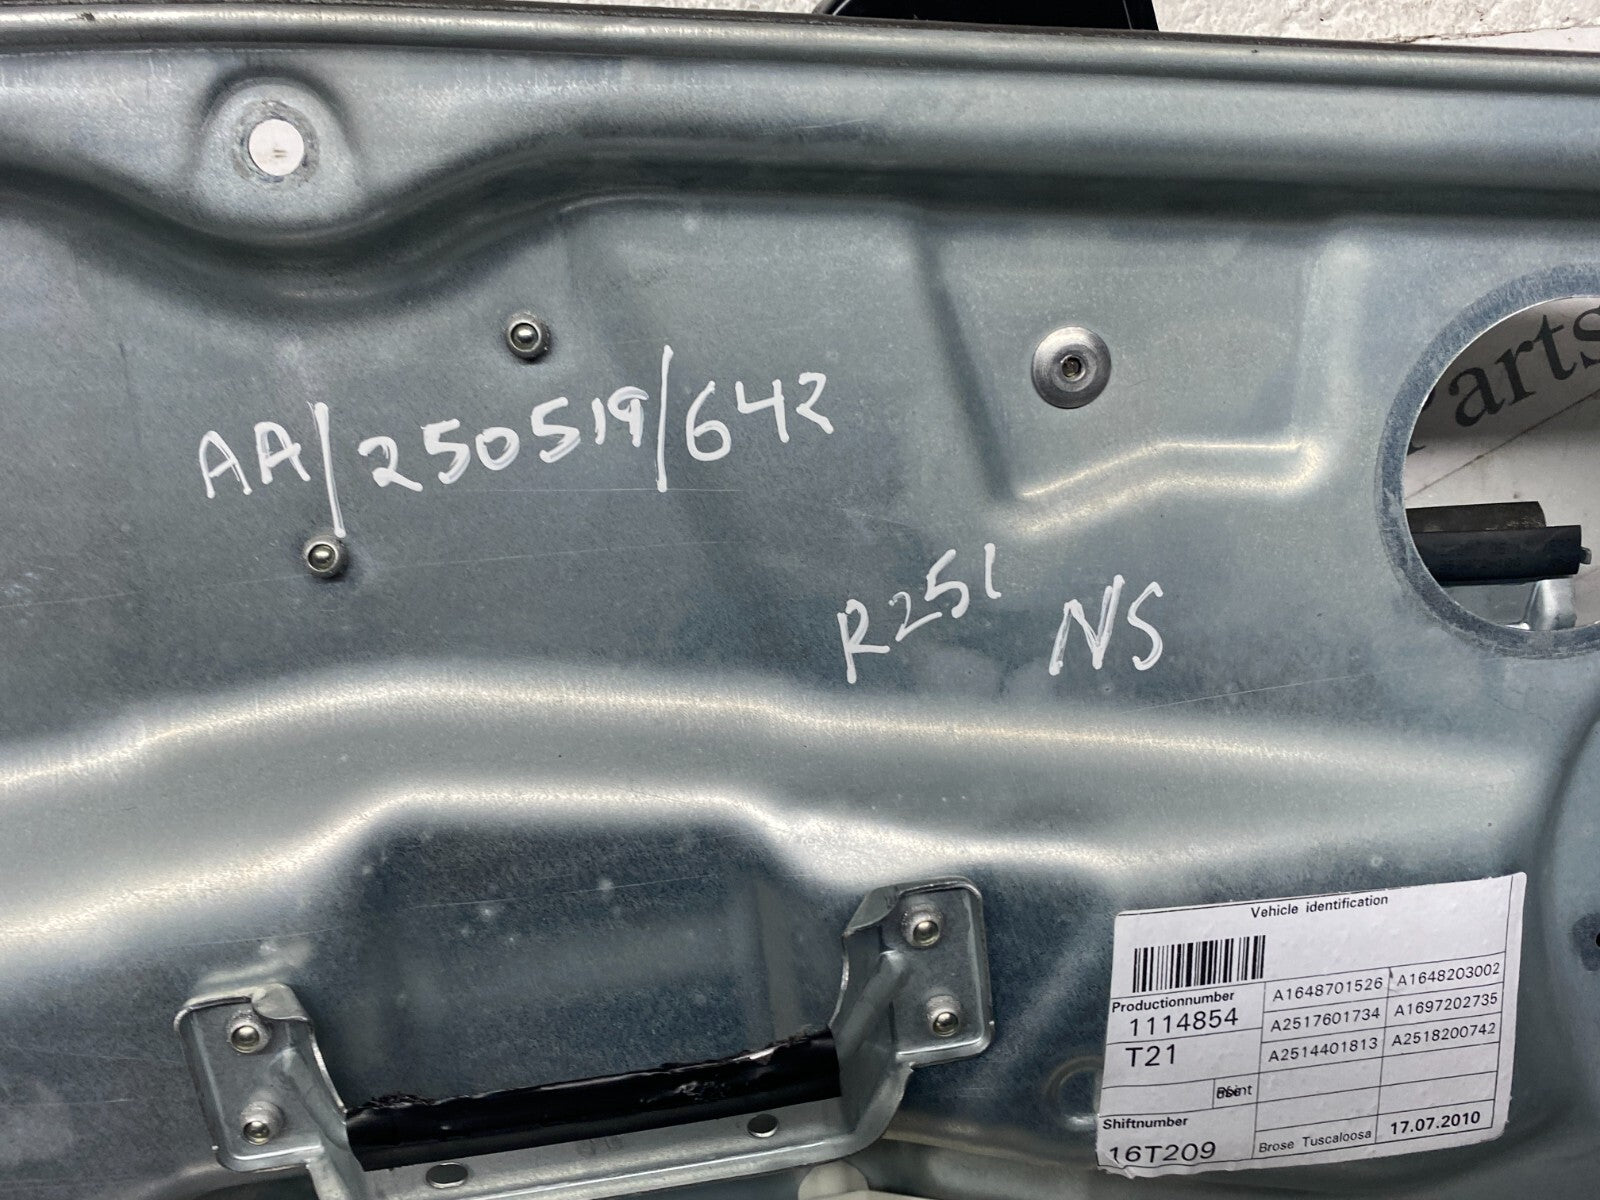 Parts
AA/250519/642
R251 NS
Vehicle identification
Productionnumber
1114854
T21
Shiftnumber
16T209
A1648701526 A1648203002
A2517601734 A1697202735
A2514401813 A2518200742
Brose Tuscaloosa 17.07.2010